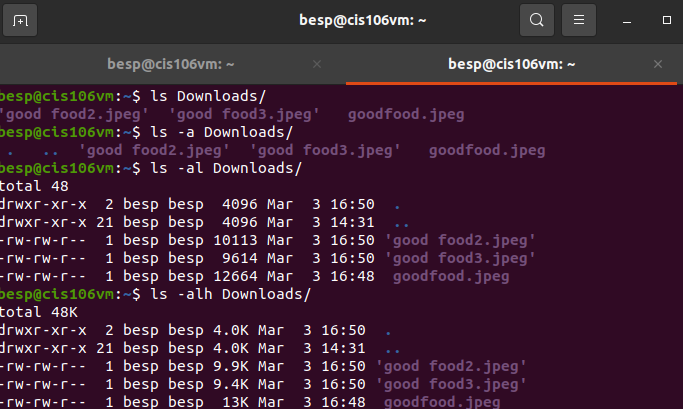 besp@cis106vm: ~
besp@cis106vm: ~ × besp@cis106vm: ~ ×
besp@cis106vm:~$ ls Downloads/
'good food2.jpeg'  'good food3.jpeg'   goodfood.jpeg
besp@cis106vm:~$ ls -a Downloads/
 .   ..  'good food2.jpeg'  'good food3.jpeg'   goodfood.jpeg
besp@cis106vm:~$ ls -al Downloads/
total 48
drwxr-xr-x  2 besp besp  4096 Mar  3 16:50  .
drwxr-xr-x 21 besp besp  4096 Mar  3 14:31  ..
-rw-rw-r--  1 besp besp 10113 Mar  3 16:50 'good food2.jpeg'
-rw-rw-r--  1 besp besp  9614 Mar  3 16:50 'good food3.jpeg'
-rw-rw-r--  1 besp besp 12664 Mar  3 16:48  goodfood.jpeg
besp@cis106vm:~$ ls -alh Downloads/
total 48K
drwxr-xr-x  2 besp besp 4.0K Mar  3 16:50  .
drwxr-xr-x 21 besp besp 4.0K Mar  3 14:31  ..
-rw-rw-r--  1 besp besp 9.9K Mar  3 16:50 'good food2.jpeg'
-rw-rw-r--  1 besp besp 9.4K Mar  3 16:50 'good food3.jpeg'
-rw-rw-r--  1 besp besp  13K Mar  3 16:48  goodfood.jpeg